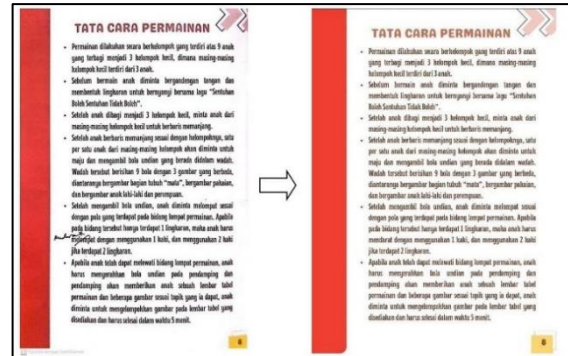 TATA CARA PERMAINAN
• Permainan dilakukan secara berkelompok yang terdiri atas 9 anak
yang terbagi menjadi 3 kelompok kecil, dimana masing-masing
kelompok kecil terdiri dari 3 anak.
• Sebelum bermain anak diminta bergandengan tangan dan
membentuk lingkaran untuk bernyanyi bersama lagu "Sentuhan
Boleh Sentuhan Tidak Boleh".
• Setelah anak dibagi menjadi 3 kelompok kecil, minta anak dari
masing-masing kelompok kecil untuk berbaris memanjang.
• Setelah anak berbaris memanjang sesuai dengan kelompoknya, satu
per satu anak dari masing-masing kelompok akan diminta untuk
maju dan mengambil bola undian yang berada didalam wadah.
Wadah tersebut berisikan 9 bola dengan 3 gambar yang berbeda,
diantaranya bergambar bagian tubuh "mata", bergambar pakaian,
dan bergambar anak laki-laki dan perempuan.
• Setelah mengambil bola undian, anak diminta melompat sesuai
dengan pola yang terdapat pada bidang lompat permainan. Apabila
pada bidang tersebut hanya terdapat 1 lingkaran, maka anak harus
melompat dengan menggunakan 1 kaki, dan menggunakan 2 kaki
jika terdapat 2 lingkaran.
• Apabila anak telah dapat melewati bidang lompat permainan, anak
harus menyerahkan bola undian pada pendamping dan
pendamping akan memberikan anak sebuah lembar tabel
permainan dan beberapa gambar sesuai topik yang ia dapat, anak
diminta untuk mengelompokkan gambar pada lembar tabel yang
disediakan dan harus selesai dalam waktu 5 menit.
6
TATA CARA PERMAINAN
• Permainan dilakukan secara berkelompok yang terdiri atas 9 anak
yang terbagi menjadi 3 kelompok kecil, dimana masing-masing
kelompok kecil terdiri dari 3 anak.
• Sebelum bermain anak diminta bergandengan tangan dan
membentuk lingkaran untuk bernyanyi bersama lagu "Sentuhan
Boleh Sentuhan Tidak Boleh".
• Setelah anak dibagi menjadi 3 kelompok kecil, minta anak dari
masing-masing kelompok kecil untuk berbaris memanjang.
• Setelah anak berbaris memanjang sesuai dengan kelompoknya, satu
per satu anak dari masing-masing kelompok akan diminta untuk
maju dan mengambil bola undian yang berada didalam wadah.
Wadah tersebut berisikan 9 bola dengan 3 gambar yang berbeda,
diantaranya bergambar bagian tubuh "mata", bergambar pakaian,
dan bergambar anak laki-laki dan perempuan.
• Setelah mengambil bola undian, anak diminta melompat sesuai
dengan pola yang terdapat pada bidang lompat permainan. Apabila
pada bidang tersebut hanya terdapat 1 lingkaran, maka anak harus
mendarat dengan menggunakan 1 kaki, dan menggunakan 2 kaki
jika terdapat 2 lingkaran.
• Apabila anak telah dapat melewati bidang lompat permainan, anak
harus menyerahkan bola undian pada pendamping dan
pendamping akan memberikan anak sebuah lembar tabel
permainan dan beberapa gambar sesuai topik yang ia dapat, anak
diminta untuk mengelompokkan gambar pada lembar tabel yang
disediakan dan harus selesai dalam waktu 5 menit.
6